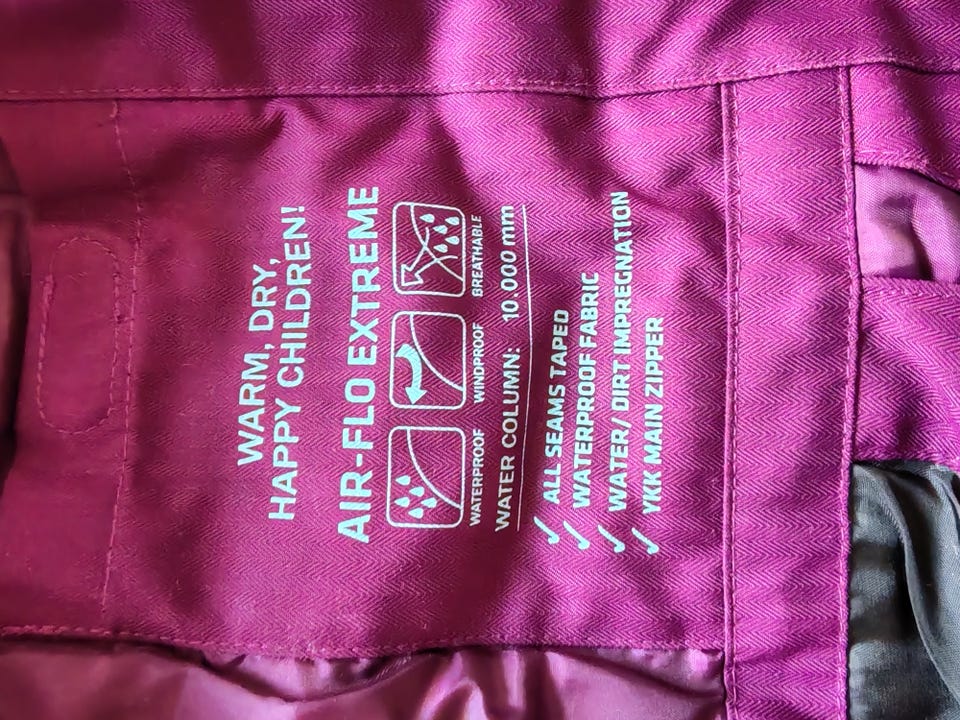 WARM, DRY,
HAPPY CHILDREN!
AIR-FLO EXTREME
WATERPROOF WINDPROOF BREATHABLE
WATER COLUMN: 10 000 mm
ALL SEAMS TAPED
WATERPROOF FABRIC
WATER/ DIRT IMPREGNATION
YKK MAIN ZIPPER